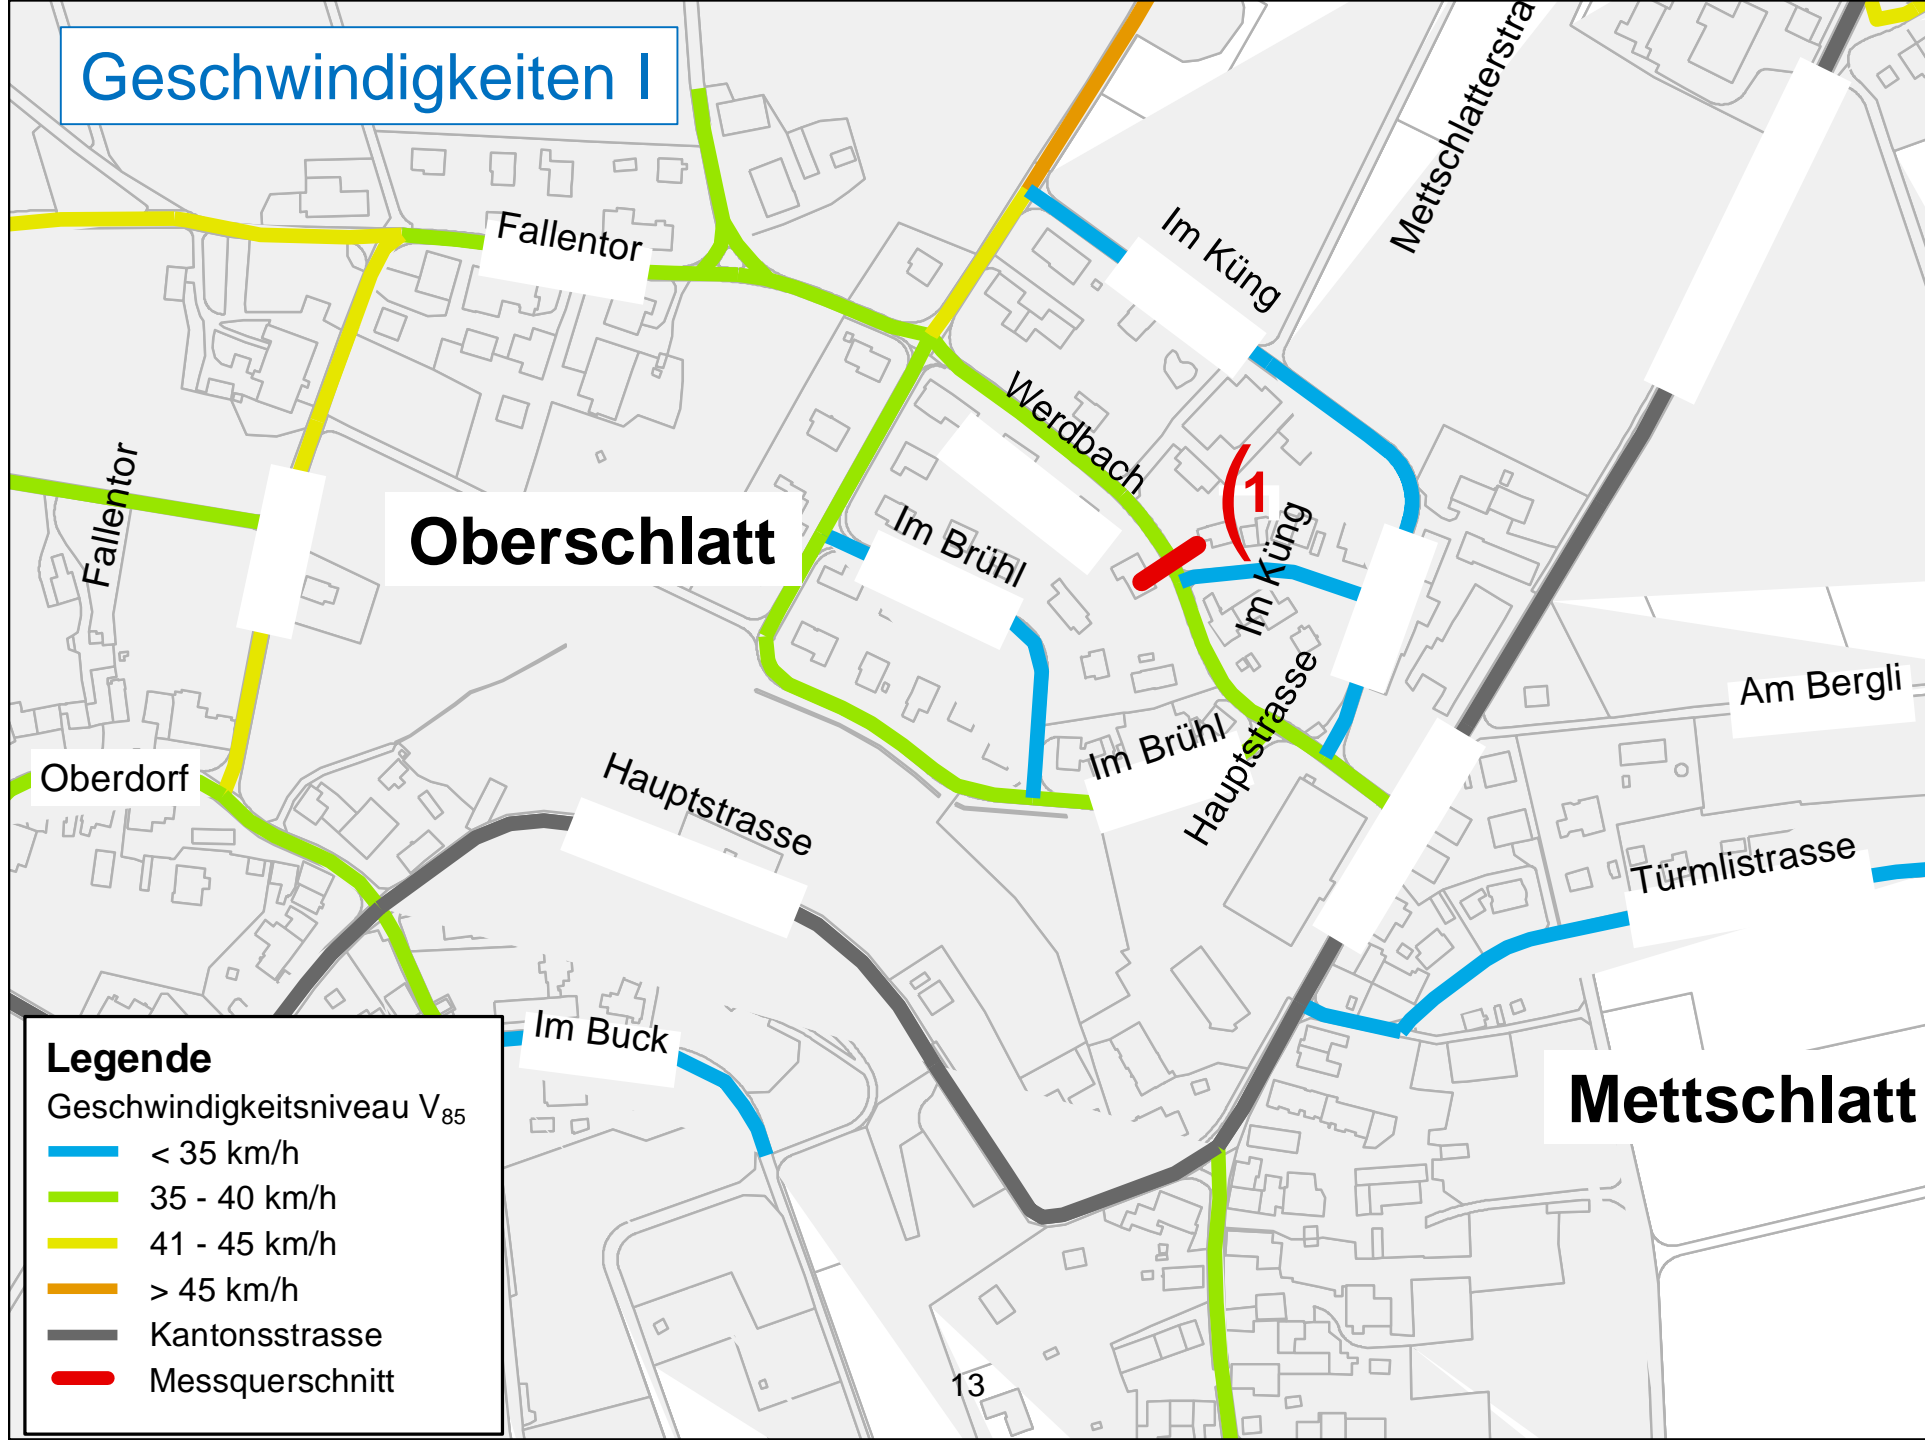 Geschwindigkeiten I
Mettschlatterstra
Fallentor
Im Küng
Werdbach
Fallentor
Oberschlatt
Im Brühl
1
Im Küng
Hauptstrasse
Am Bergli
Im Brühl
Oberdorf
Hauptstrasse
Türmlistrasse
Im Buck
Mettschlatt
Legende
Geschwindigkeitsniveau V85
< 35 km/h
35 - 40 km/h
41 - 45 km/h
> 45 km/h
Kantonsstrasse
Messquerschnitt
13